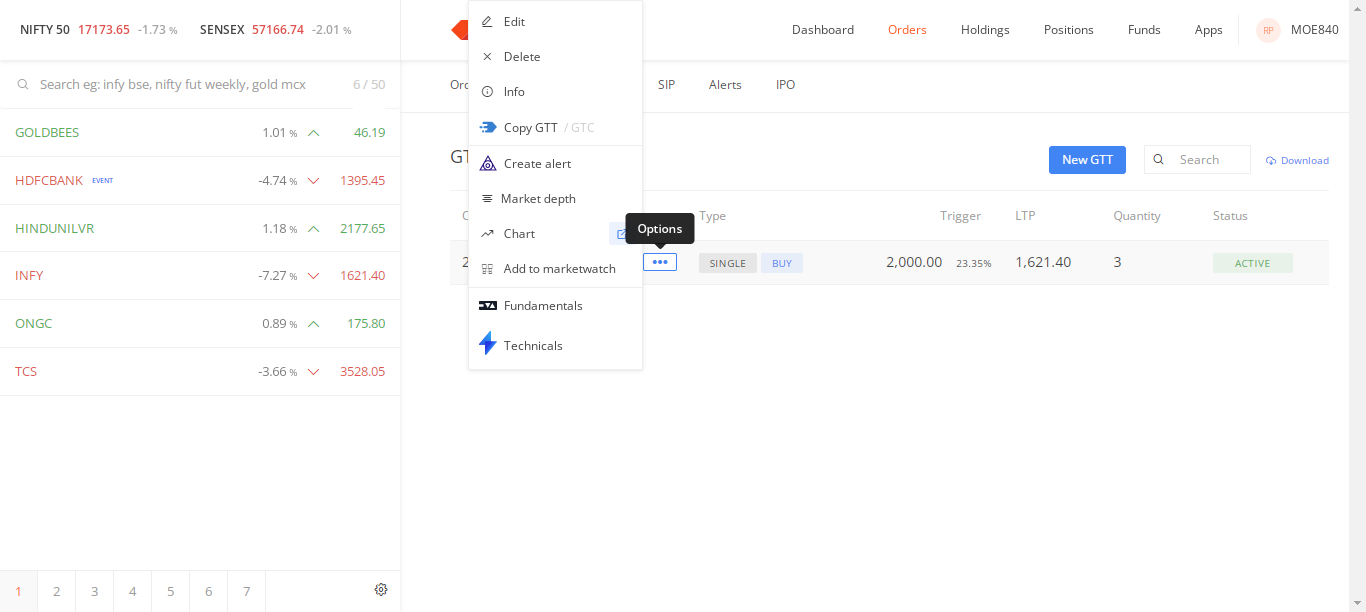 NIFTY 50 17173.65 -1.73 % SENSEX 57166.74 -2.01 %
Dashboard Orders Holdings Positions Funds Apps RP MOE840
Search eg: infy bse, nifty fut weekly, gold mcx 6 / 50
GOLDBEES 1.01 % 46.19
HDFCBANK EVENT -4.74 % 1395.45
HINDUNILVR 1.18 % 2177.65
INFY -7.27 % 1621.40
ONGC 0.89 % 175.80
TCS -3.66 % 3528.05
1 2 3 4 5 6 7
SIP Alerts IPO
New GTT Search Download
Type Trigger LTP Quantity Status
SINGLE BUY 2,000.00 23.35% 1,621.40 3 ACTIVE
Edit
Delete
Info
Copy GTT / GTC
Create alert
Market depth
Chart
Options
Add to marketwatch
Fundamentals
Technicals